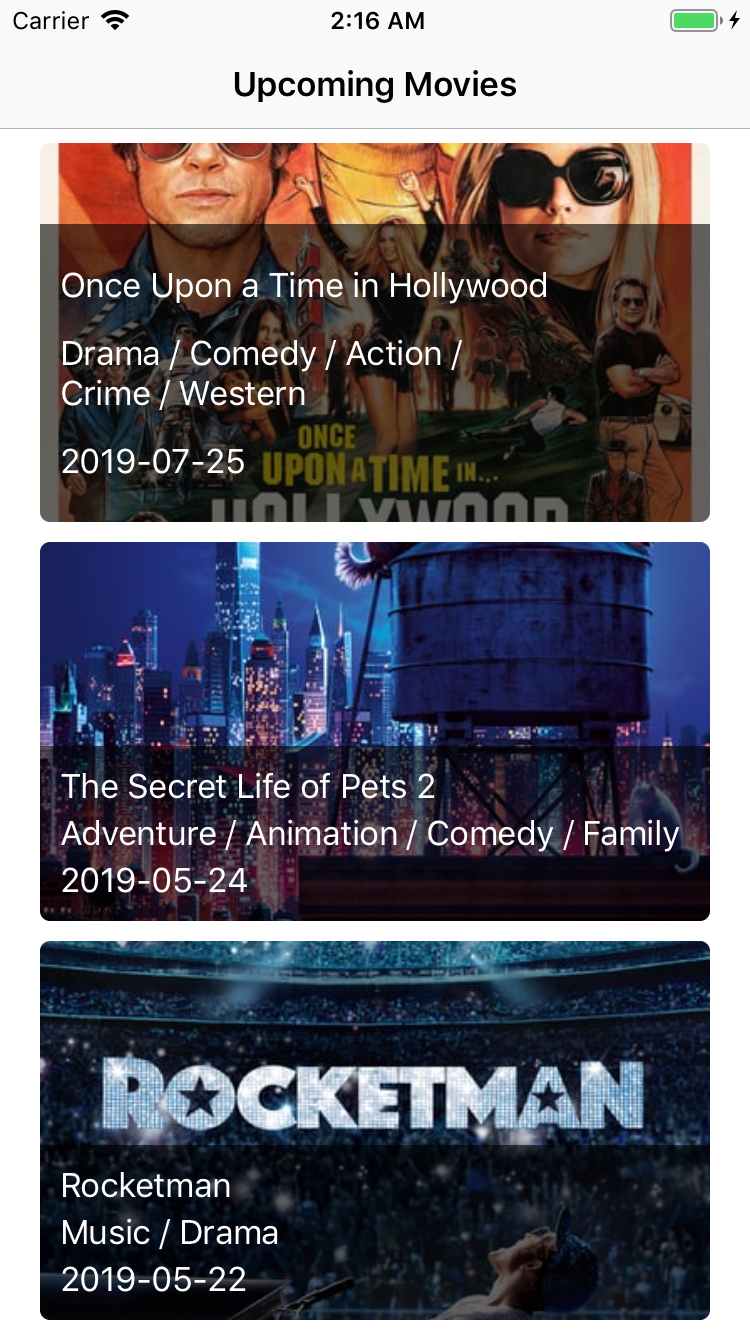 Carrier 2:16 AM
Upcoming Movies
Once Upon a Time in Hollywood
Drama / Comedy / Action /
Crime / Western
2019-07-25
ONCE
UPON A TIME IN...
HOLLYWOOD
The Secret Life of Pets 2
Adventure / Animation / Comedy / Family
2019-05-24
ROCKETMAN
Rocketman
Music / Drama
2019-05-22